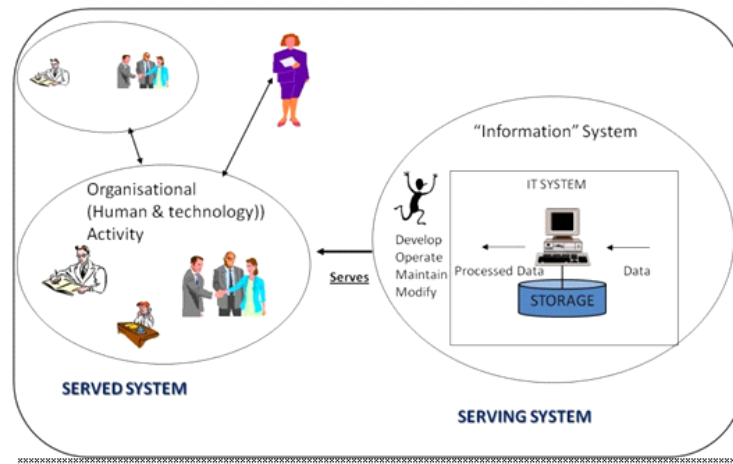 "Information" System
IT SYSTEM
Organisational
(Human & technology))
Activity
Develop
Operate
Maintain
Modify
Processed Data
Data
Serves
STORAGE
SERVED SYSTEM
SERVING SYSTEM